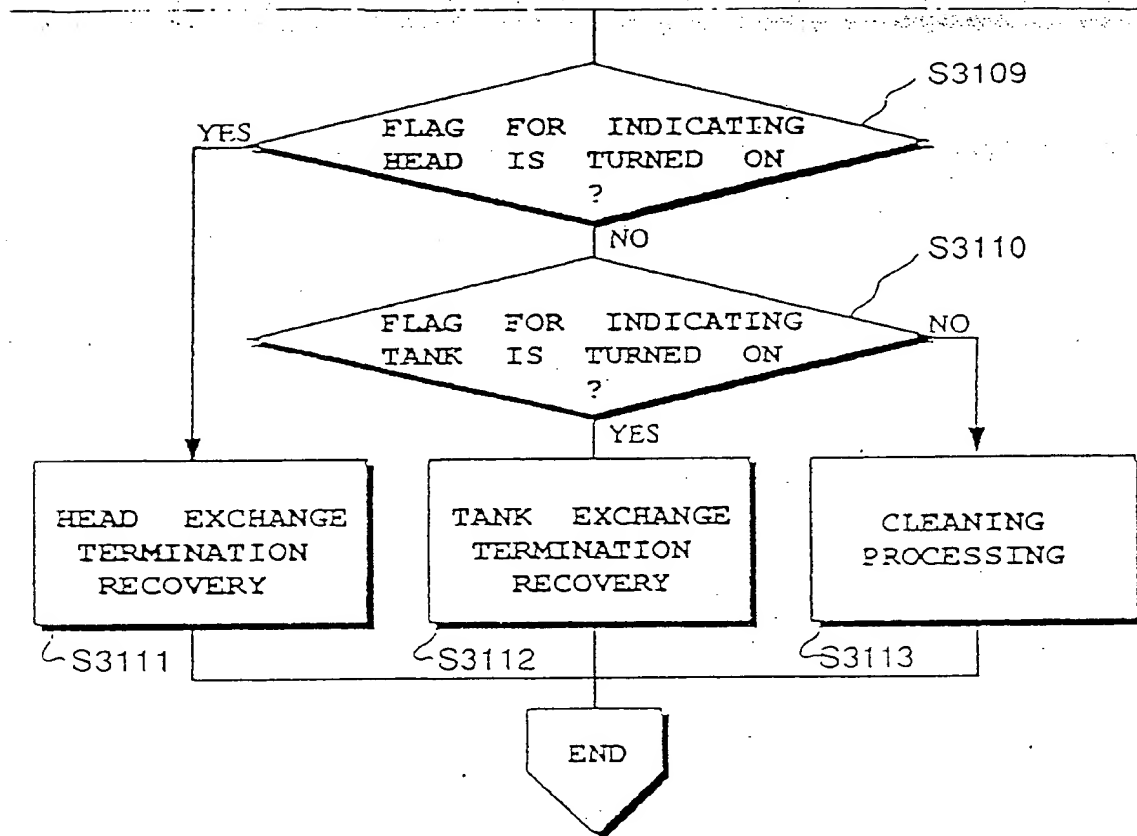 S3109
YES
FLAG FOR INDICATING
HEAD IS TURNED ON
?
NO
S3110
FLAG FOR INDICATING
TANK IS TURNED ON
?
NO
YES
HEAD EXCHANGE
TERMINATION
RECOVERY
TANK EXCHANGE
TERMINATION
RECOVERY
CLEANING
PROCESSING
S3111
S3112
S3113
END